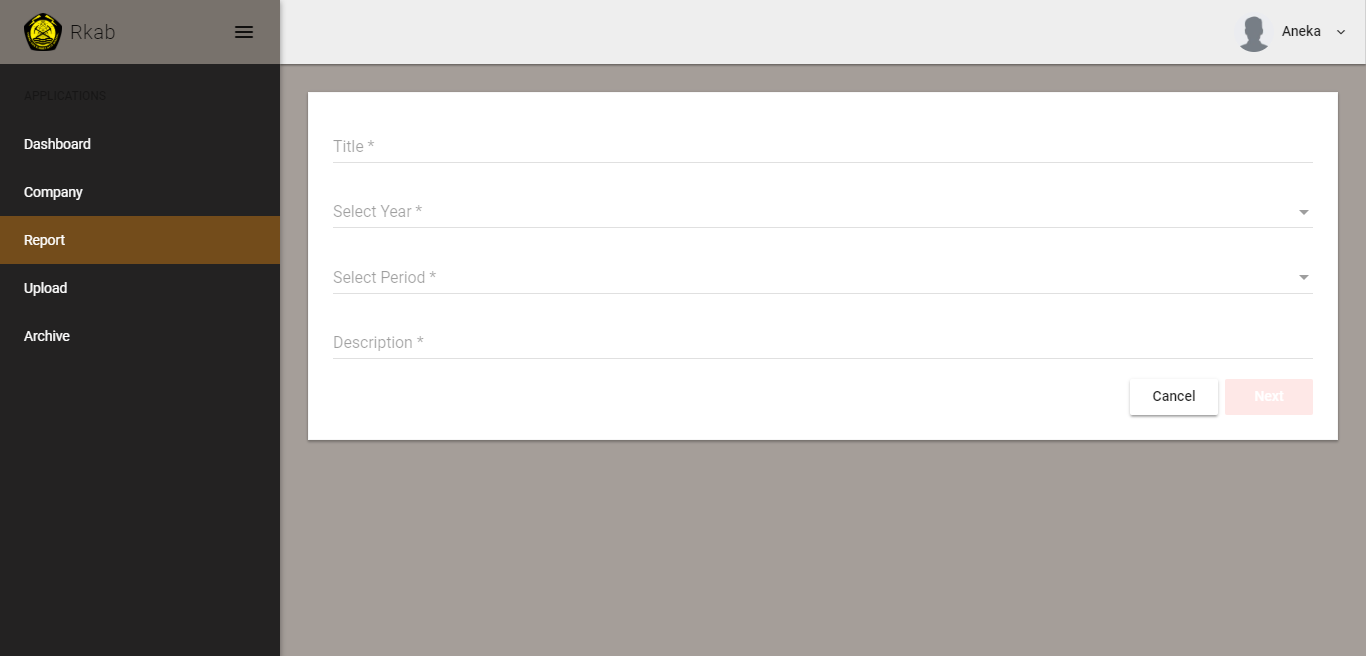 Rkab
Aneka
APPLICATIONS
Dashboard
Company
Report
Upload
Archive
Title *
Select Year *
Select Period *
Description *
Cancel
Next